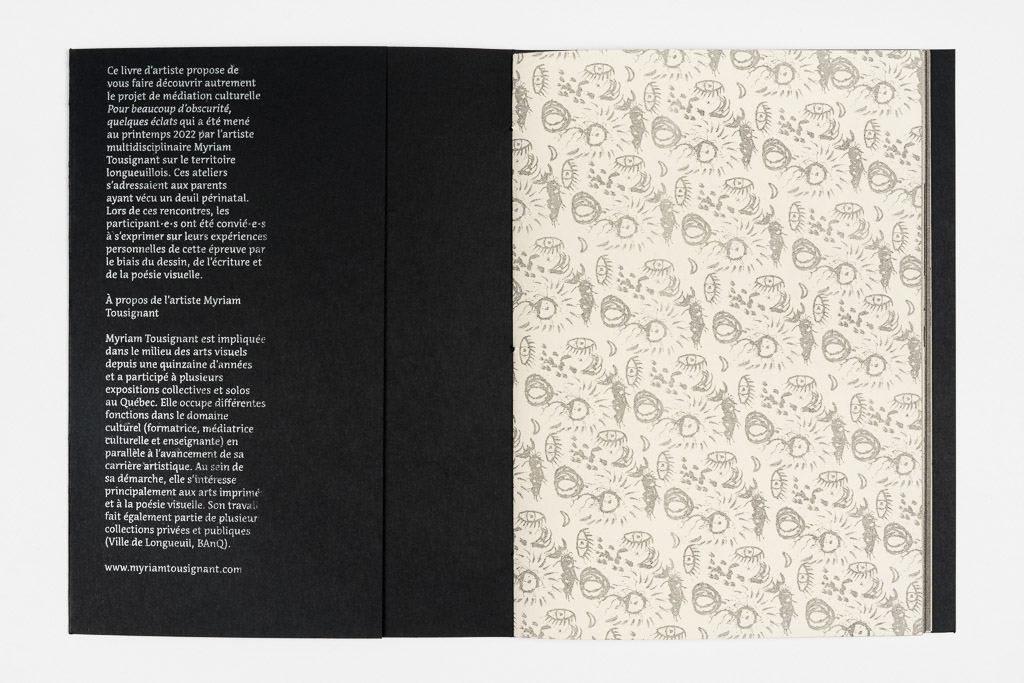 Ce livre d'artiste propose de
vous faire découvrir autrement
le projet de médiation culturelle
Pour beaucoup d'obscurité,
quelques éclats qui a été mené
au printemps 2022 par l'artiste
multidisciplinaire Myriam
Tousignant sur le territoire
longueuillois. Ces ateliers
s'adressaient aux parents
ayant vécu un deuil périnatal.
Lors de ces rencontres, les
participant·e·s ont été convié·e·s
à s'exprimer sur leurs expériences
personnelles de cette épreuve par
le biais du dessin, de l'écriture et
de la poésie visuelle.
À propos de l'artiste Myriam
Tousignant
Myriam Tousignant est impliquée
dans le milieu des arts visuels
depuis une quinzaine d'années
et a participé à plusieurs
expositions collectives et solos
au Québec. Elle occupe différentes
fonctions dans le domaine
culturel (formatrice, médiatrice
culturelle et enseignante) en
parallèle à l'avancement de sa
carrière artistique. Au sein de
sa démarche, elle s'intéresse
principalement aux arts imprimé
et à la poésie visuelle. Son travail
fait également partie de plusieur
collections privées et publiques
(Ville de Longueuil, BAnQ).
www.myriamtousignant.com